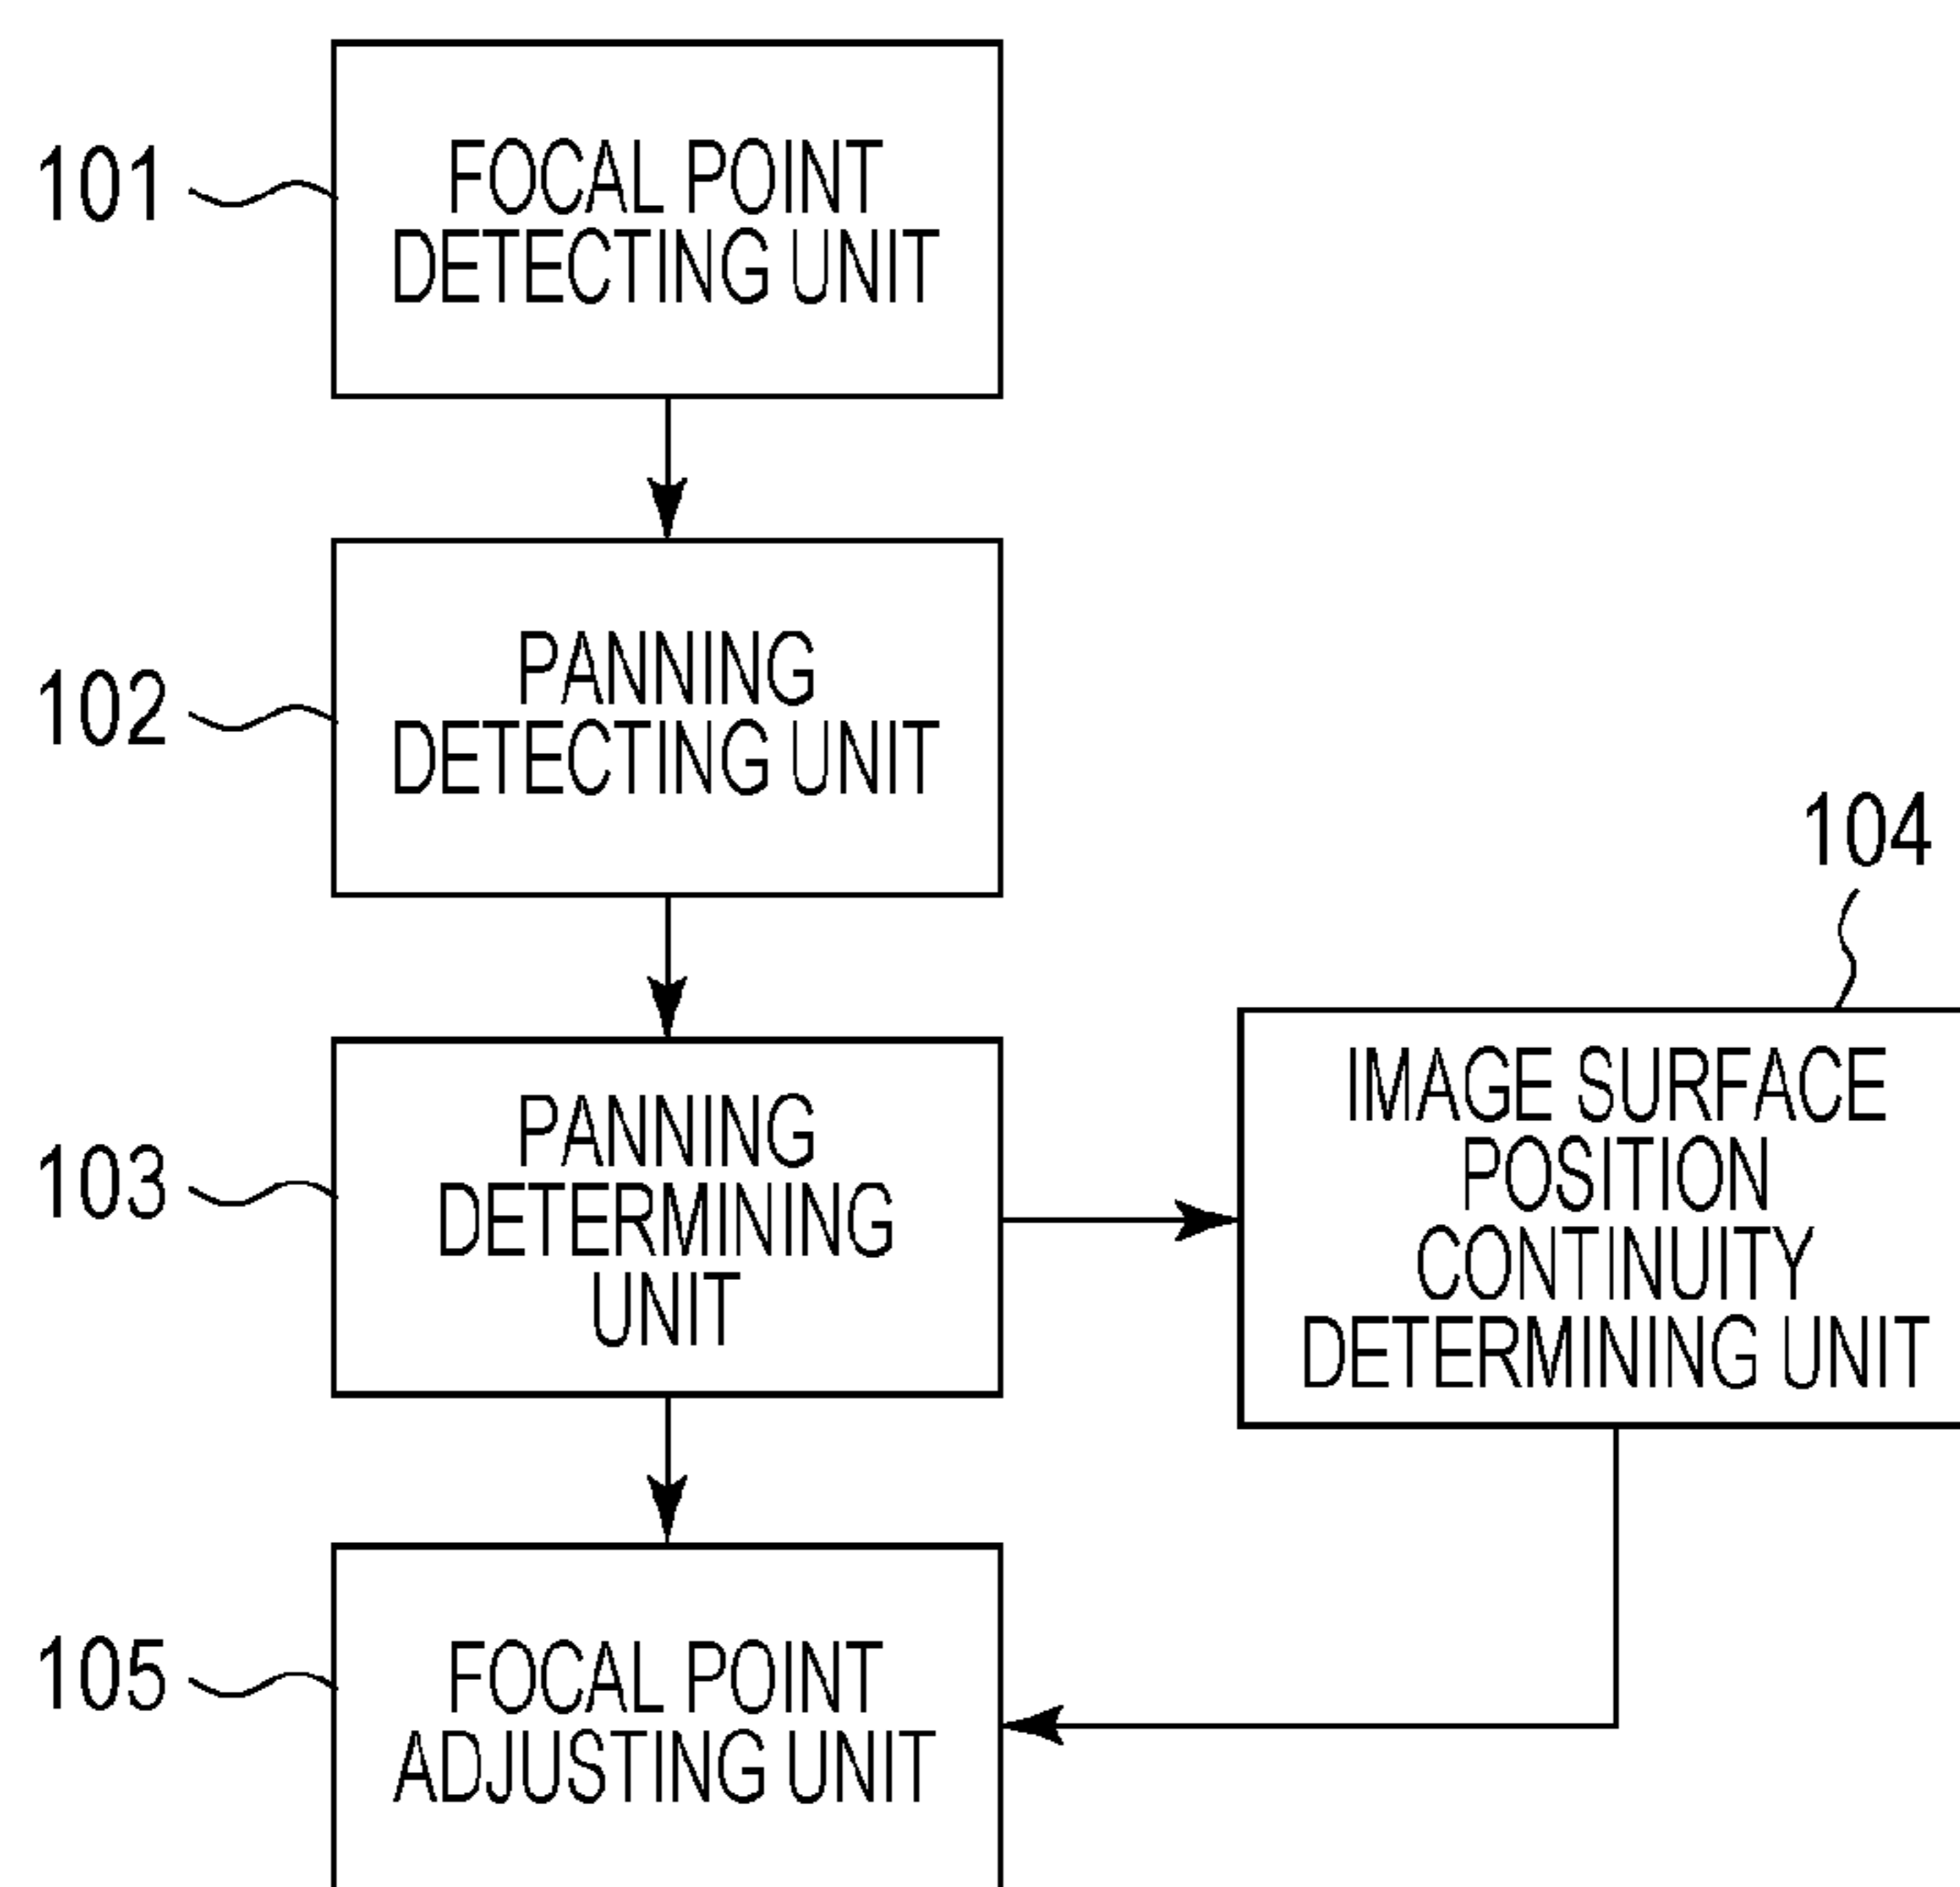 101
FOCAL POINT
DETECTING UNIT
102
PANNING
DETECTING UNIT
103
PANNING
DETERMINING
UNIT
104
IMAGE SURFACE
POSITION
CONTINUITY
DETERMINING UNIT
105
FOCAL POINT
ADJUSTING UNIT